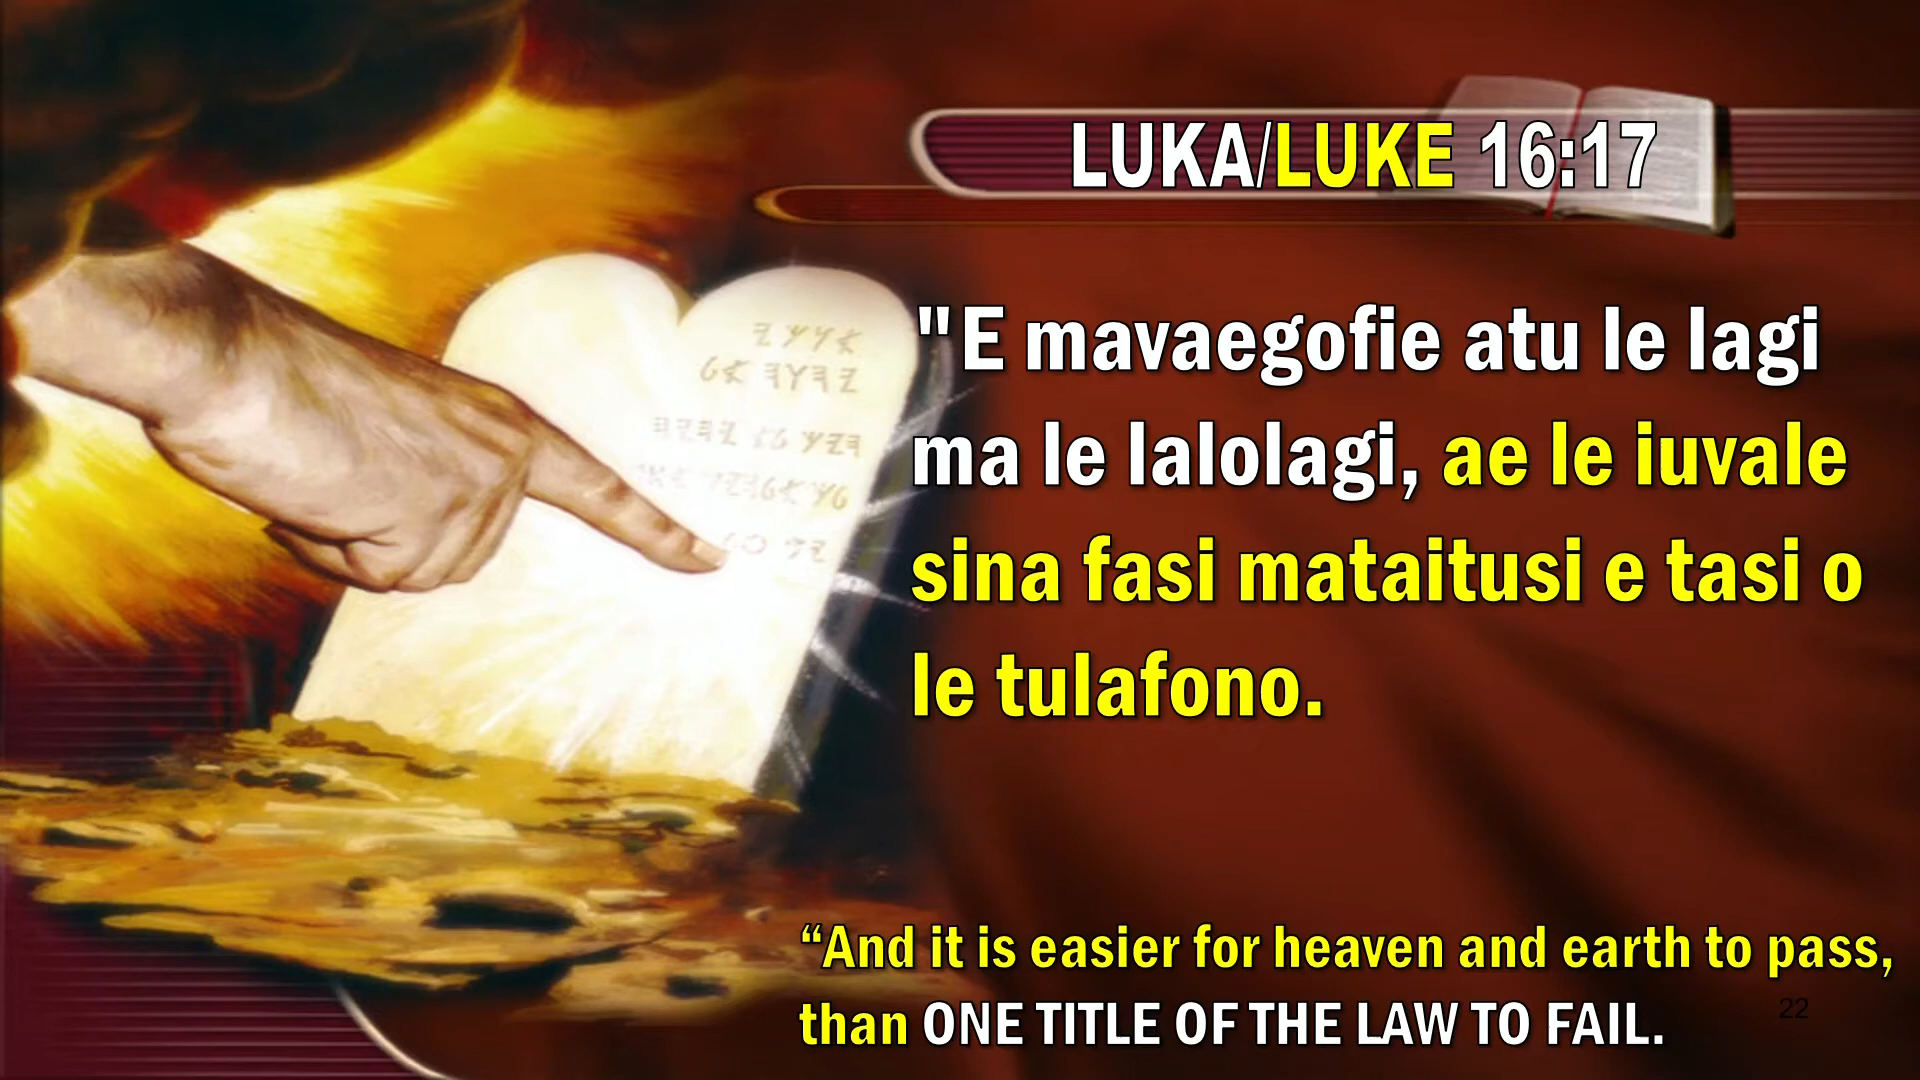 LUKA/LUKE 16:17
"E mavaegofie atu le lagi
ma le lalolagi, ae le iuvale
sina fasi mataitusi e tasi o
le tulafono.
“And it is easier for heaven and earth to pass,
than ONE TITLE OF THE LAW TO FAIL.
22